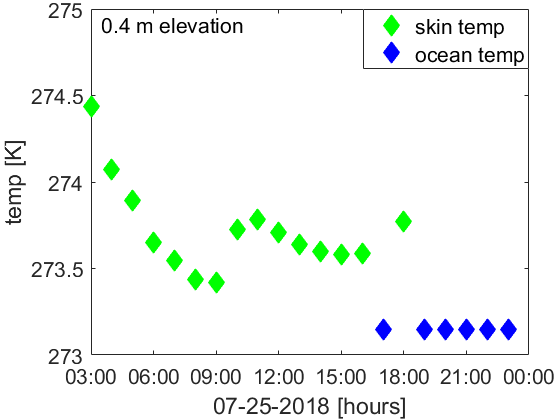 275
0.4 m elevation
skin temp
ocean temp
274.5
274
273.5
273
temp [K]
03:00 06:00 09:00 12:00 15:00 18:00 21:00 00:00
07-25-2018 [hours]